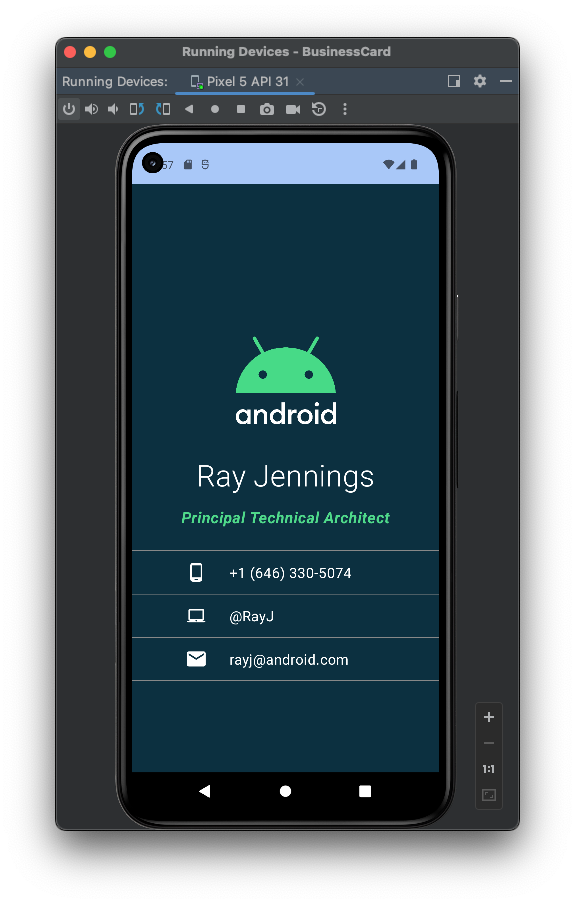 Running Devices - BusinessCard
Running Devices: Pixel 5 API 31
57
android
Ray Jennings
Principal Technical Architect
+1 (646) 330-5074
@RayJ
rayj@android.com
1:1